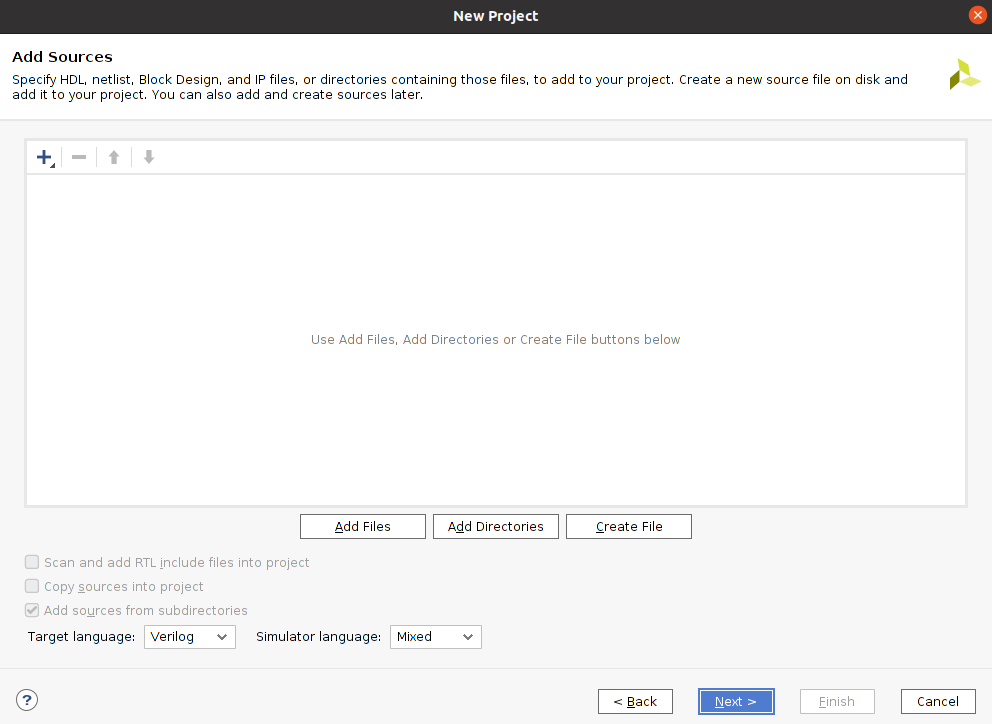 New Project
Add Sources
Specify HDL, netlist, Block Design, and IP files, or directories containing those files, to add to your project. Create a new source file on disk and
add it to your project. You can also add and create sources later.
Use Add Files, Add Directories or Create File buttons below
Add Files Add Directories Create File
Scan and add RTL include files into project
Copy sources into project
Add sources from subdirectories
Target language: Verilog Simulator language: Mixed
? < Back Next > Finish Cancel